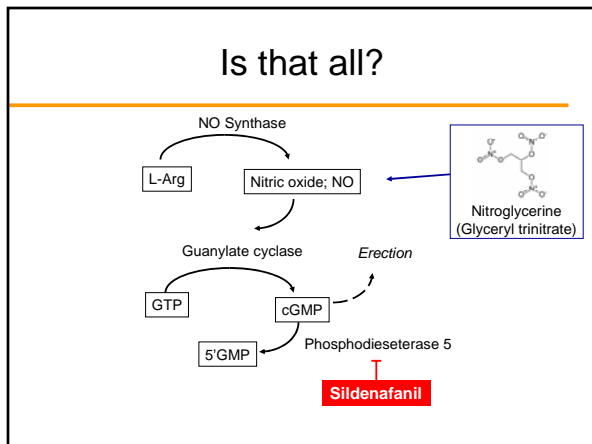 Is that all?
NO Synthase
L-Arg
Nitric oxide; NO
O⁻ N⁺ O O O⁻ N⁺ O O O N⁺ O⁻ O
Nitroglycerine
(Glyceryl trinitrate)
Guanylate cyclase
Erection
GTP
cGMP
5'GMP
Phosphodieseterase 5
Sildenafanil